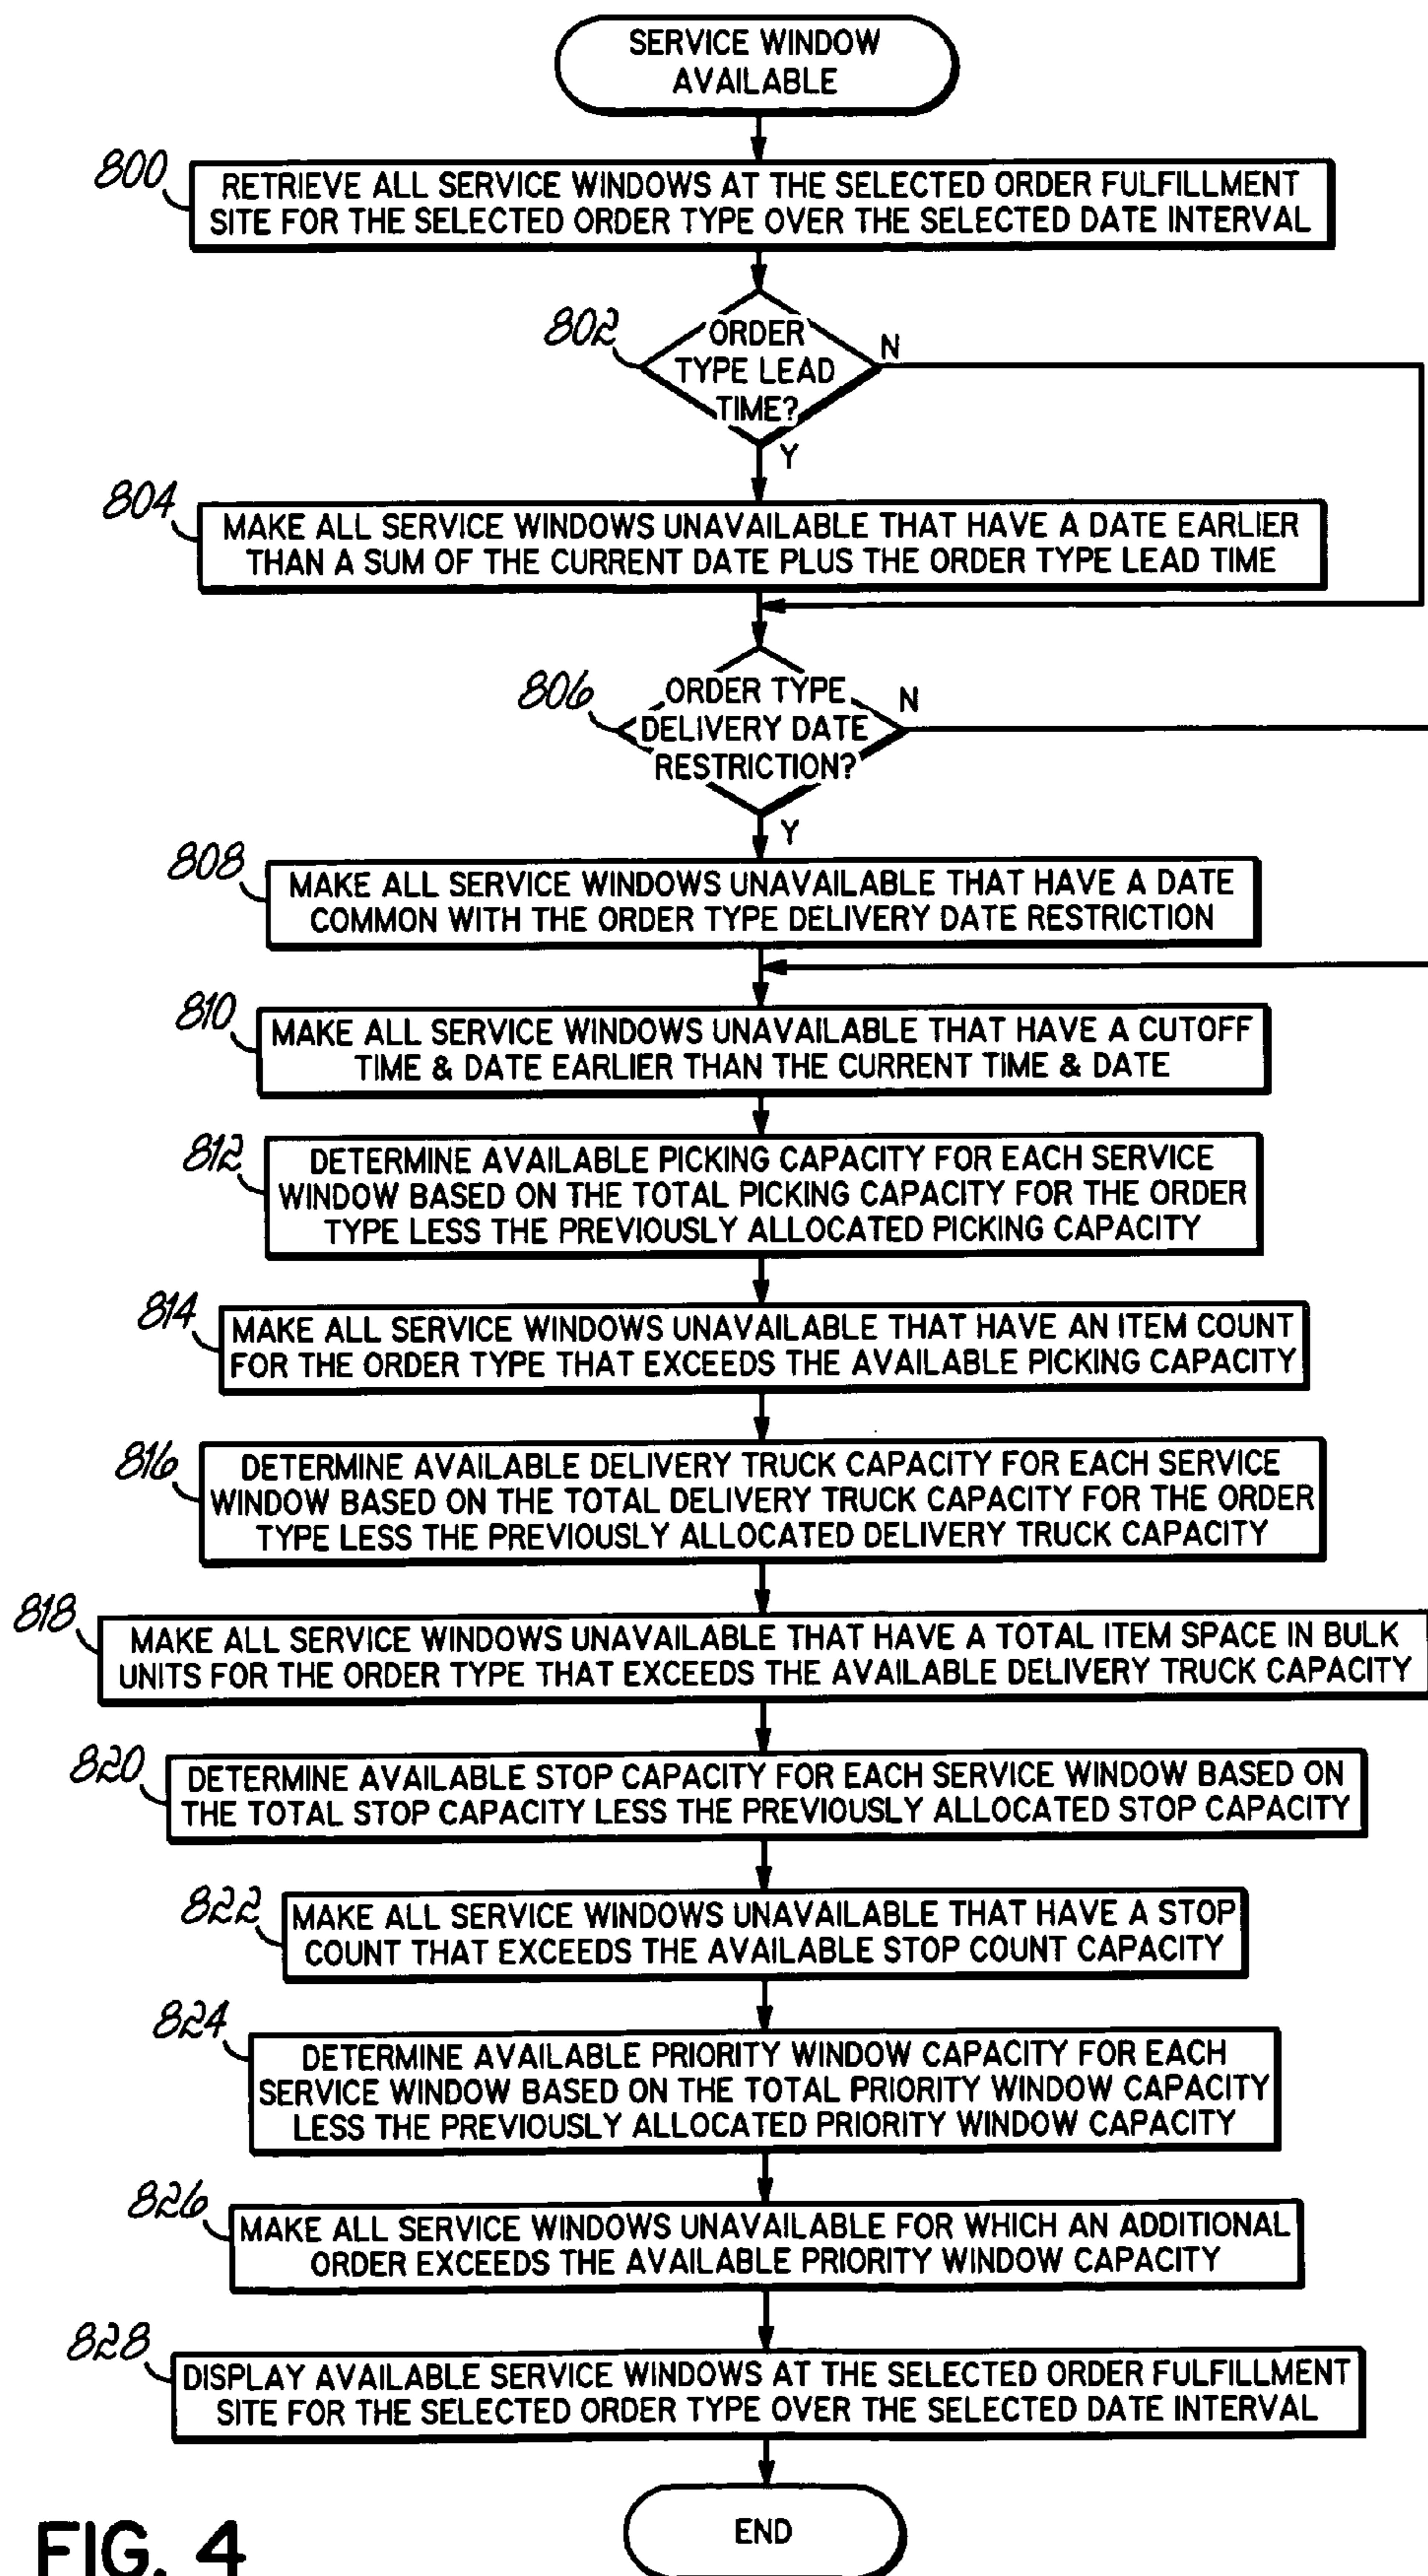 SERVICE WINDOW
AVAILABLE
800
RETRIEVE ALL SERVICE WINDOWS AT THE SELECTED ORDER FULFILLMENT
SITE FOR THE SELECTED ORDER TYPE OVER THE SELECTED DATE INTERVAL
802
ORDER
TYPE LEAD
TIME?
N
Y
804
MAKE ALL SERVICE WINDOWS UNAVAILABLE THAT HAVE A DATE EARLIER
THAN A SUM OF THE CURRENT DATE PLUS THE ORDER TYPE LEAD TIME
806
ORDER TYPE
DELIVERY DATE
RESTRICTION?
N
Y
808
MAKE ALL SERVICE WINDOWS UNAVAILABLE THAT HAVE A DATE
COMMON WITH THE ORDER TYPE DELIVERY DATE RESTRICTION
810
MAKE ALL SERVICE WINDOWS UNAVAILABLE THAT HAVE A CUTOFF
TIME & DATE EARLIER THAN THE CURRENT TIME & DATE
812
DETERMINE AVAILABLE PICKING CAPACITY FOR EACH SERVICE
WINDOW BASED ON THE TOTAL PICKING CAPACITY FOR THE ORDER
TYPE LESS THE PREVIOUSLY ALLOCATED PICKING CAPACITY
814
MAKE ALL SERVICE WINDOWS UNAVAILABLE THAT HAVE AN ITEM COUNT
FOR THE ORDER TYPE THAT EXCEEDS THE AVAILABLE PICKING CAPACITY
816
DETERMINE AVAILABLE DELIVERY TRUCK CAPACITY FOR EACH SERVICE
WINDOW BASED ON THE TOTAL DELIVERY TRUCK CAPACITY FOR THE ORDER
TYPE LESS THE PREVIOUSLY ALLOCATED DELIVERY TRUCK CAPACITY
818
MAKE ALL SERVICE WINDOWS UNAVAILABLE THAT HAVE A TOTAL ITEM SPACE IN BULK
UNITS FOR THE ORDER TYPE THAT EXCEEDS THE AVAILABLE DELIVERY TRUCK CAPACITY
820
DETERMINE AVAILABLE STOP CAPACITY FOR EACH SERVICE WINDOW BASED ON
THE TOTAL STOP CAPACITY LESS THE PREVIOUSLY ALLOCATED STOP CAPACITY
822
MAKE ALL SERVICE WINDOWS UNAVAILABLE THAT HAVE A STOP
COUNT THAT EXCEEDS THE AVAILABLE STOP COUNT CAPACITY
824
DETERMINE AVAILABLE PRIORITY WINDOW CAPACITY FOR EACH
SERVICE WINDOW BASED ON THE TOTAL PRIORITY WINDOW CAPACITY
LESS THE PREVIOUSLY ALLOCATED PRIORITY WINDOW CAPACITY
826
MAKE ALL SERVICE WINDOWS UNAVAILABLE FOR WHICH AN ADDITIONAL
ORDER EXCEEDS THE AVAILABLE PRIORITY WINDOW CAPACITY
828
DISPLAY AVAILABLE SERVICE WINDOWS AT THE SELECTED ORDER FULFILLMENT
SITE FOR THE SELECTED ORDER TYPE OVER THE SELECTED DATE INTERVAL
END
FIG. 4